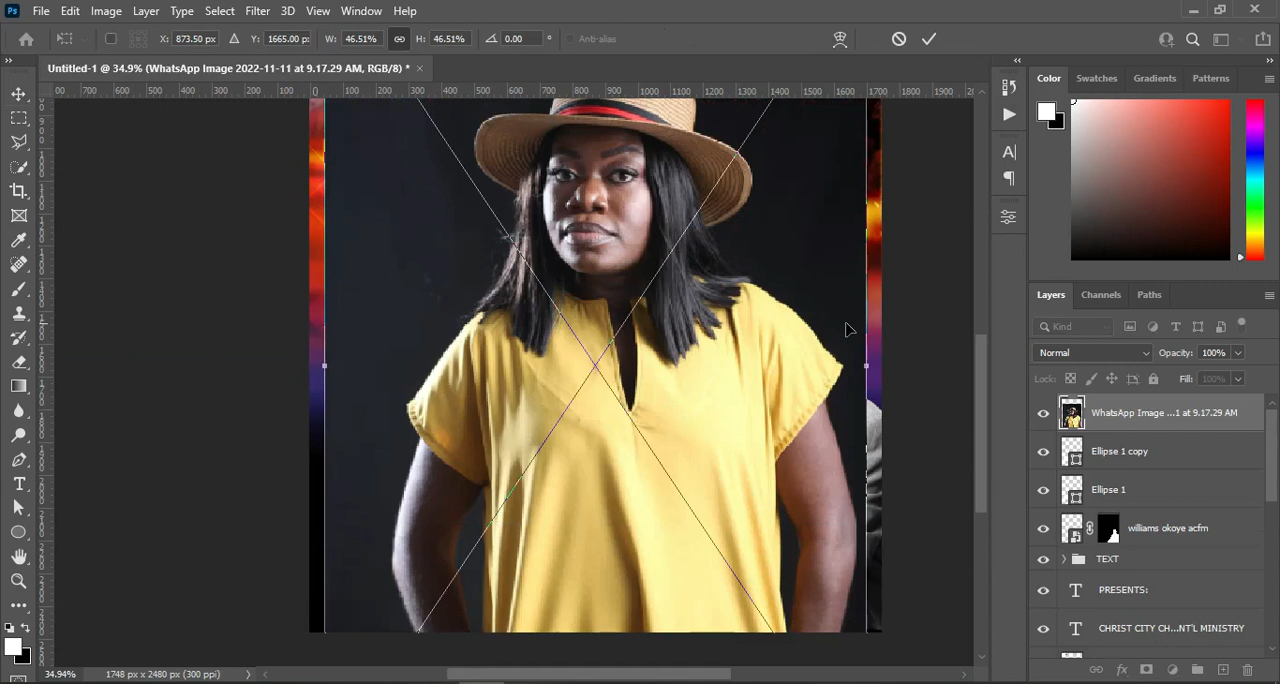 Ps File Edit Image Layer Type Select Filter 3D View Window Help
X: 873.50 px Y: 1665.00 px W: 46.51% H: 46.51% 0.00 ° Anti-alias
Untitled-1 @ 34.9% (WhatsApp Image 2022-11-11 at 9.17.29 AM, RGB/8) * ×
Color Swatches Gradients Patterns
Layers Channels Paths
Kind
Normal Opacity: 100%
Lock: Fill: 100%
WhatsApp Image ...1 at 9.17.29 AM
Ellipse 1 copy
Ellipse 1
williams okoye acfm
TEXT
PRESENTS:
CHRIST CITY CH...NT'L MINISTRY
34.94% 1748 px x 2480 px (300 ppi)